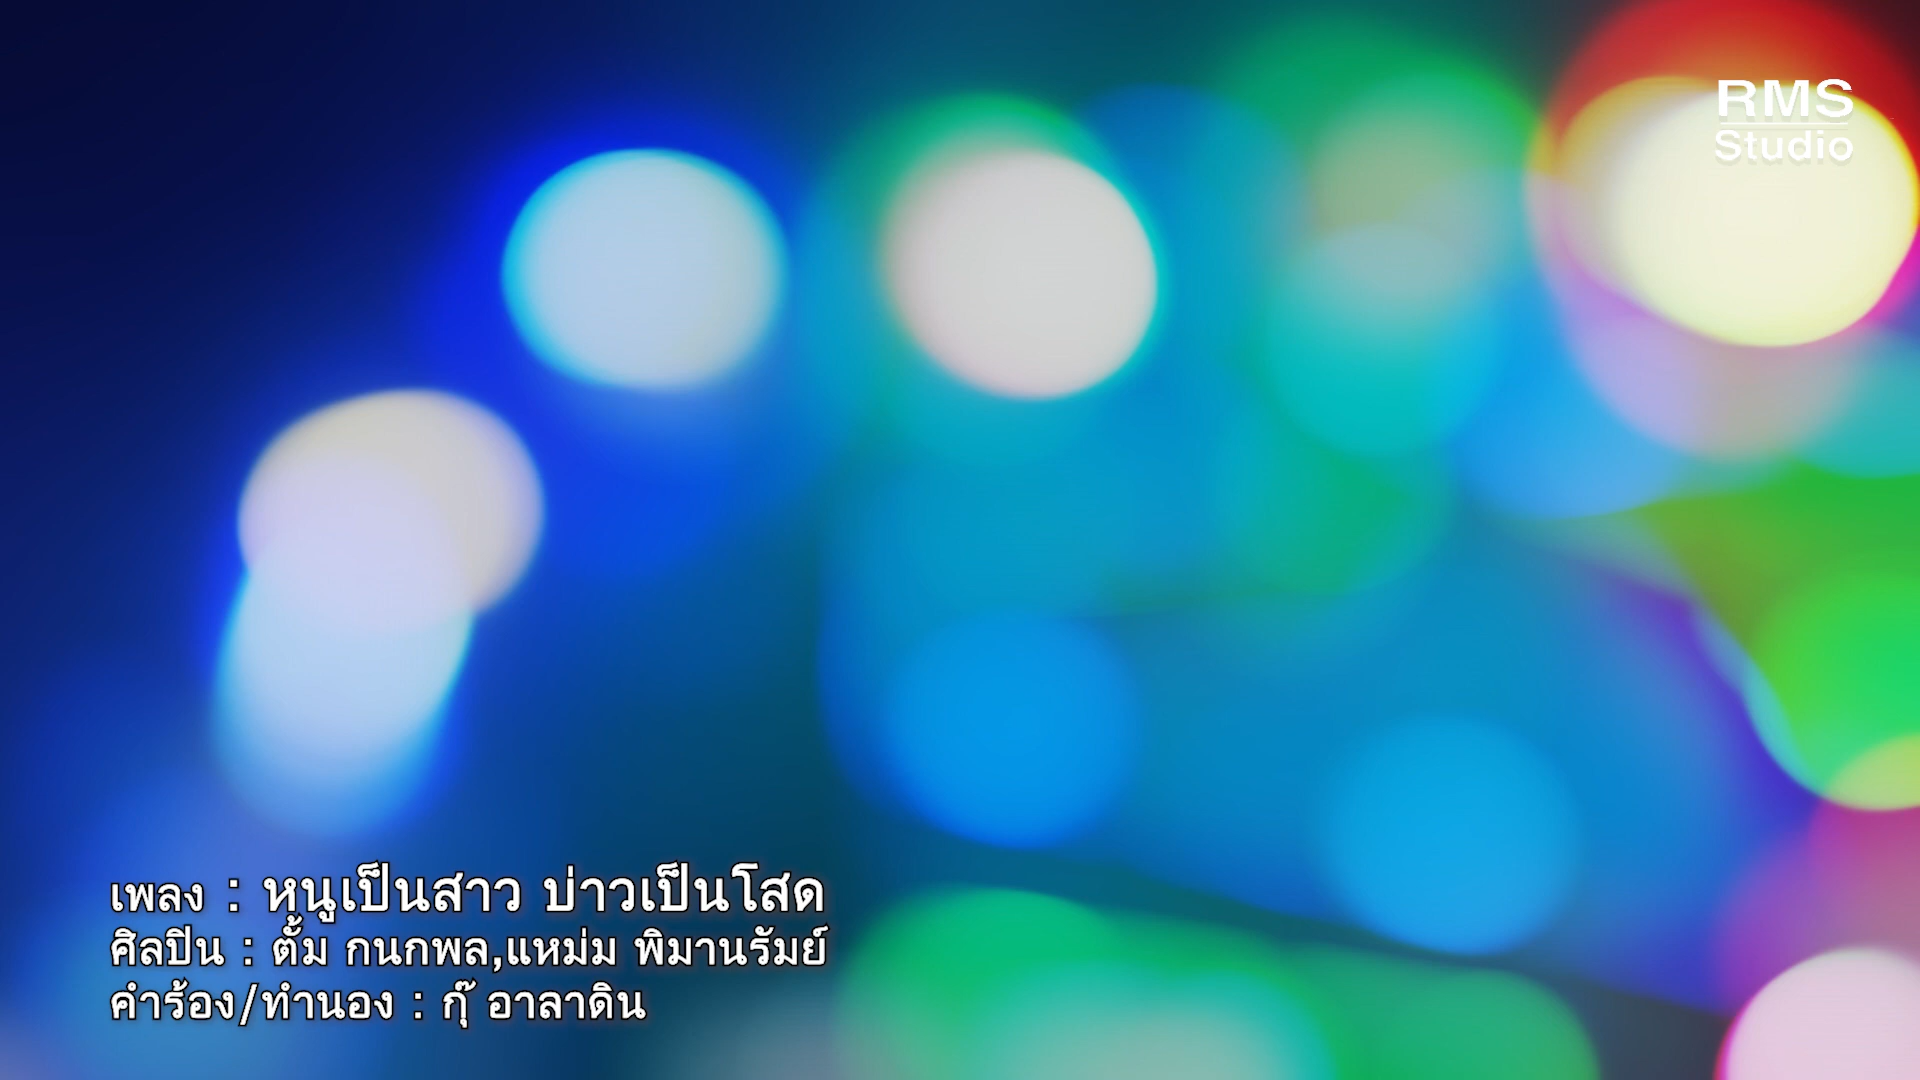 RMS
Studio
เพลง : หนูเป็นสาว บ่าวเป็นโสด
ศิลปิน : ตั้ม กนกพล,แหม่ม พิมานรัมย์
คำร้อง/ทำนอง : กุ๊ อาลาดิน